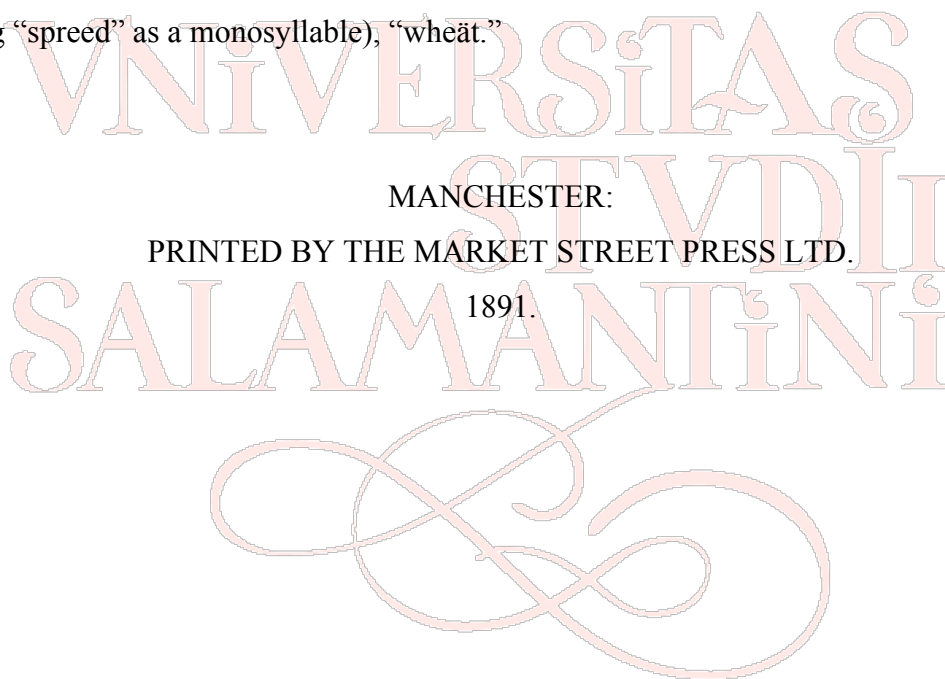 g “spreed” as a monosyllable), “wheät.”
VNiVERSiTAS
STVDII
SALAMANTiNi
MANCHESTER:
PRINTED BY THE MARKET STREET PRESS LTD.
1891.